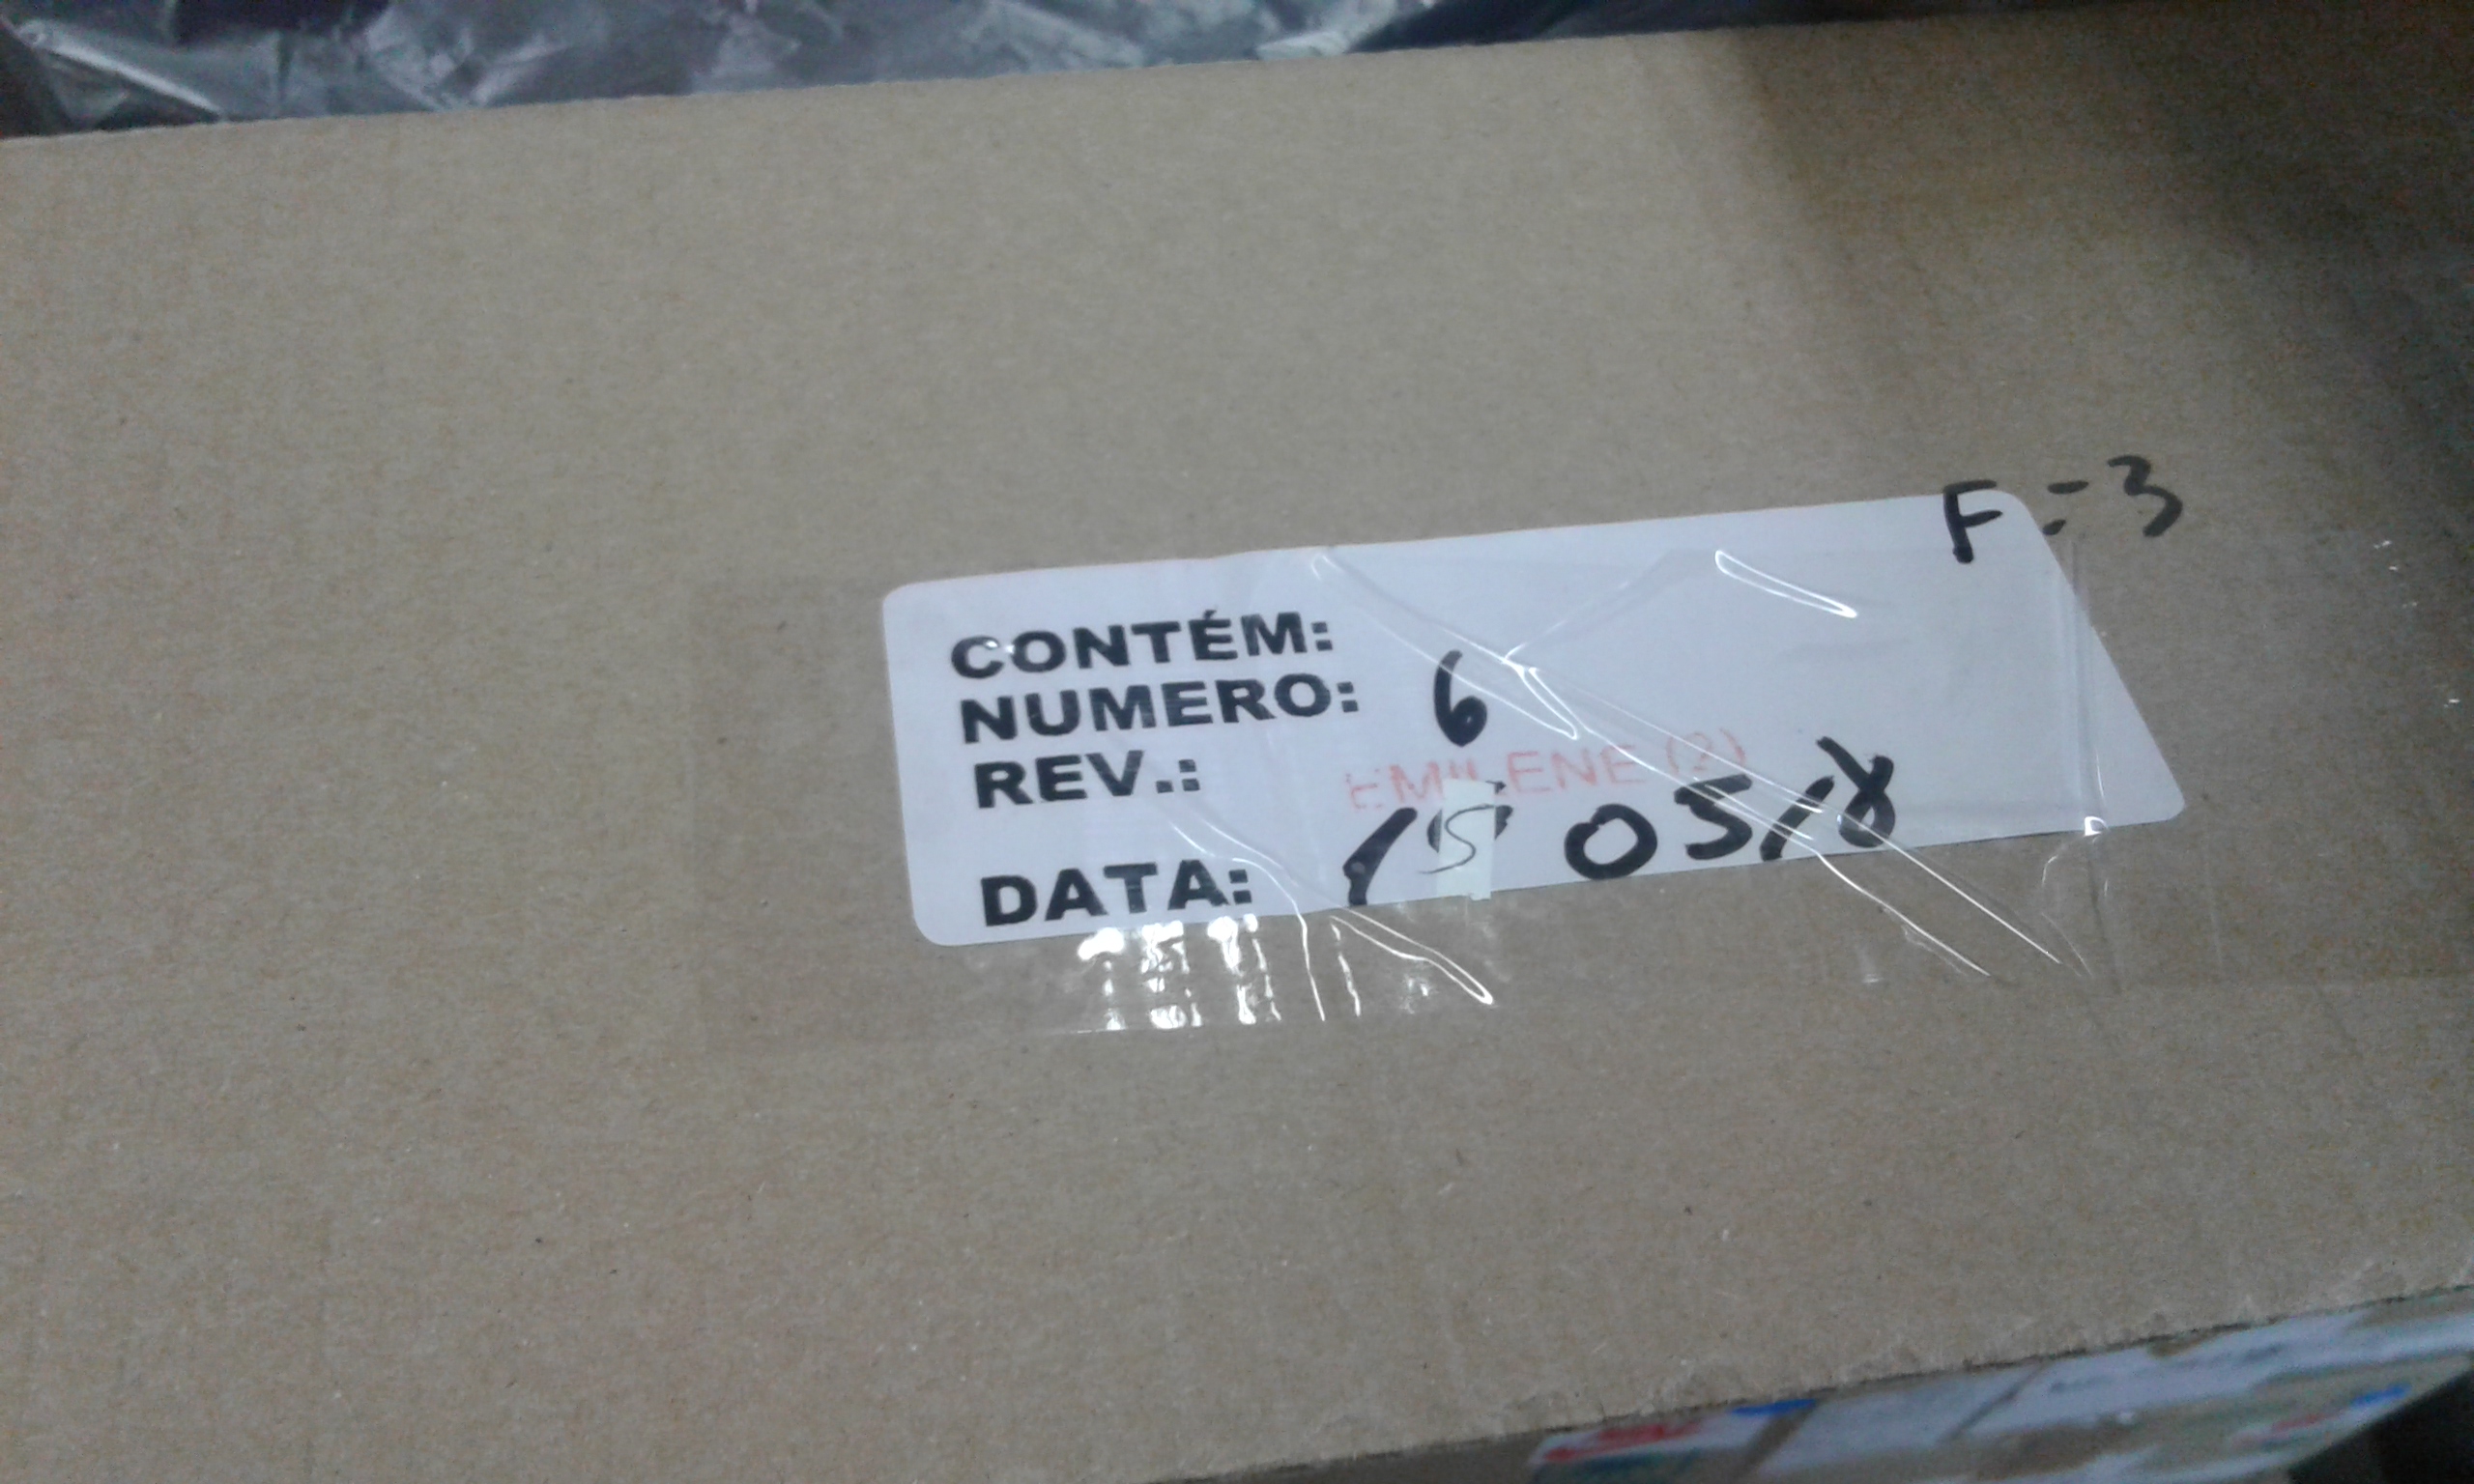 F = 3
CONTÉM:
NUMERO: 6
REV.: EMILENE (2)
DATA: 15 05/18